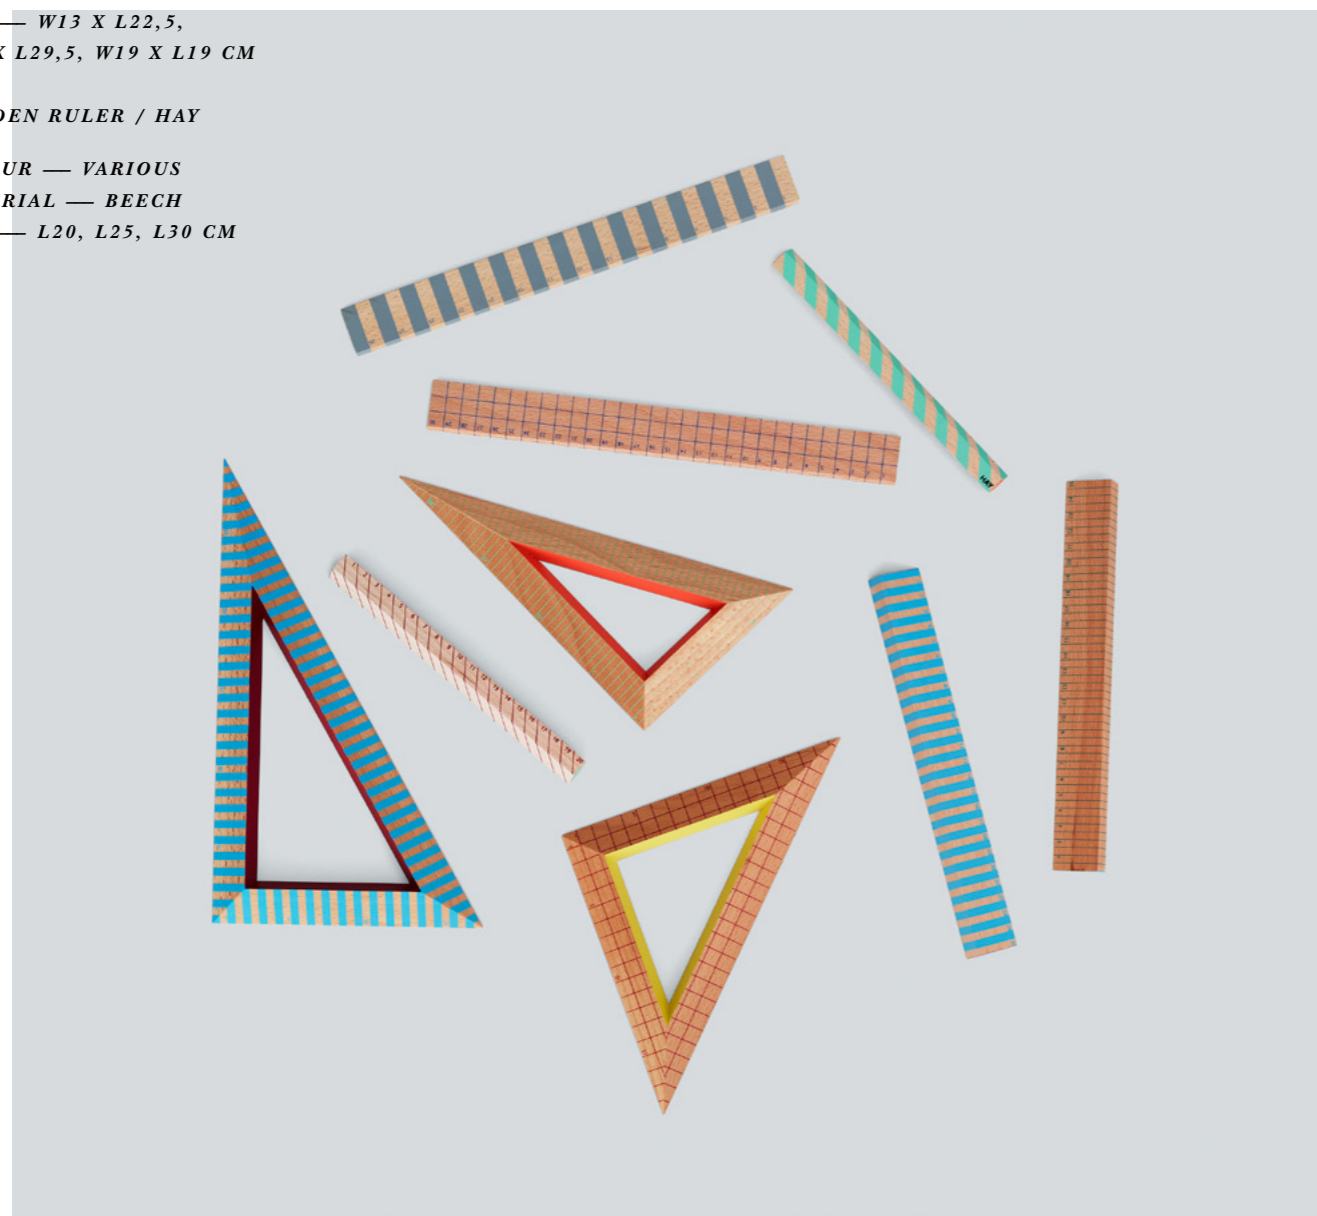 — W13 X L22,5,
X L29,5, W19 X L19 CM
DEN RULER / HAY
UR — VARIOUS
RIAL — BEECH
— L20, L25, L30 CM
HAY